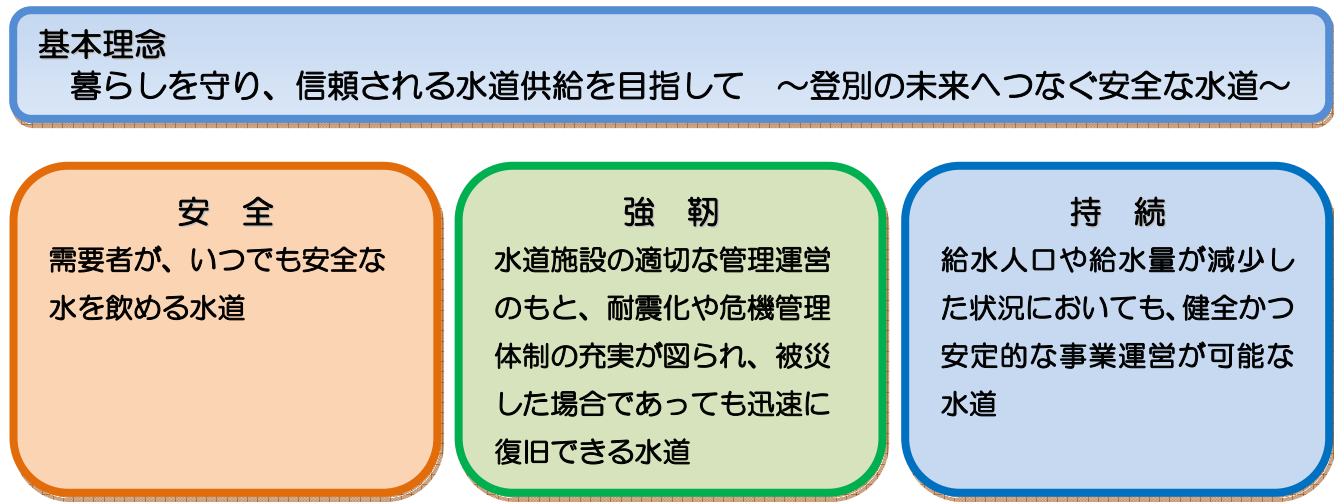 基本理念
暮らしを守り、信頼される水道供給を目指して　～登別の未来へつなぐ安全な水道～
安　全
需要者が、いつでも安全な
水を飲める水道
強　靭
水道施設の適切な管理運営
のもと、耐震化や危機管理
体制の充実が図られ、被災
した場合であっても迅速に
復旧できる水道
持　続
給水人口や給水量が減少し
た状況においても、健全かつ
安定的な事業運営が可能な
水道